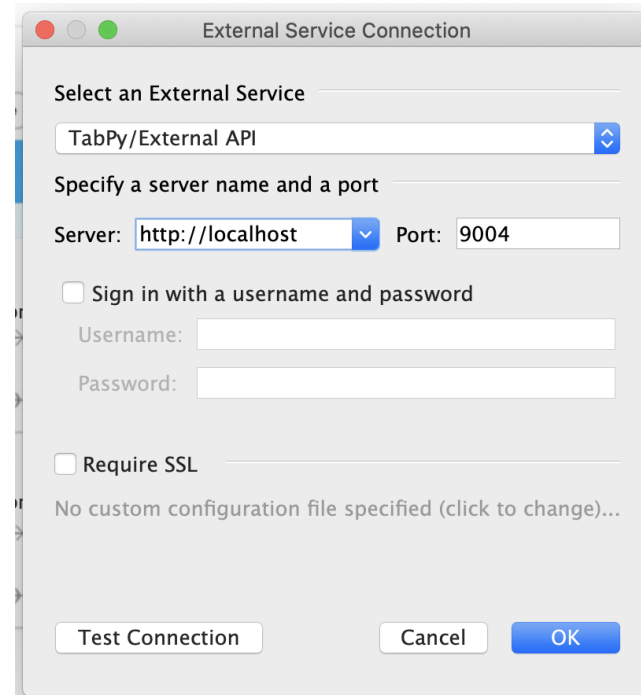 External Service Connection
Select an External Service
TabPy/External API
Specify a server name and a port
Server: http://localhost Port: 9004
Sign in with a username and password
Username:
Password:
Require SSL
No custom configuration file specified (click to change)...
Test Connection Cancel OK